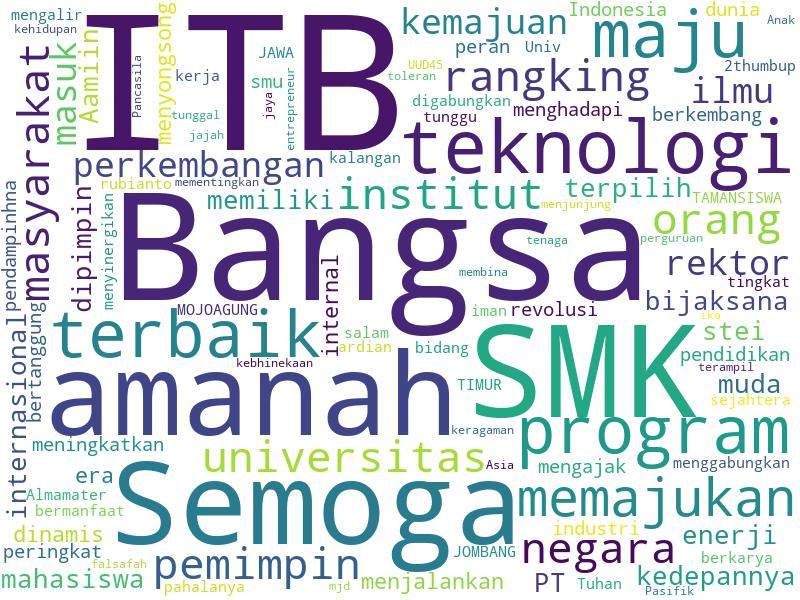 mengalir
kehidupan
ITB
kemajuan
Indonesia
dunia
Anak
maju
masyarakat
masuk
Aamiin
Pancasila
menyongsong
kerja
tunggal
jajah
JAWA
smu
jaya
entrepreneur
UUD45
toleran
peran
Univ
rangking
2thumbup
ilmu
digabungkan
tunggu
menghadapi
berkembang
teknologi
perkembangan
kalangan
rubianto
mementingkan
memiliki
institut
menjunjung
terpilih
TAMANSISWA
orang
pendampinhna
dipimpin
menyinergikan
Bangsa
tenaga
perguruan
membina
rektor
tingkat
internal
MOJOAGUNG
iman
revolusi
bijaksana
ika
internasional
bertanggung
terbaik
salam
ardian
bidang
SMK
stei
pendidikan
terampil
kebhinekaan
amanah
TIMUR
muda
sejahtera
keragaman
program
meningkatkan
universitas
Asia
mengajak
menggabungkan
era
Almamater
bermanfaat
Semoga
memajukan
dinamis
industri
energi
peringkat
falsafah
pemimpin
JOMBANG
negara
berkarya
mahasiswa
pahalanya
mjd
menjalankan
PT
Tuhan
kedepannya
Pasifik